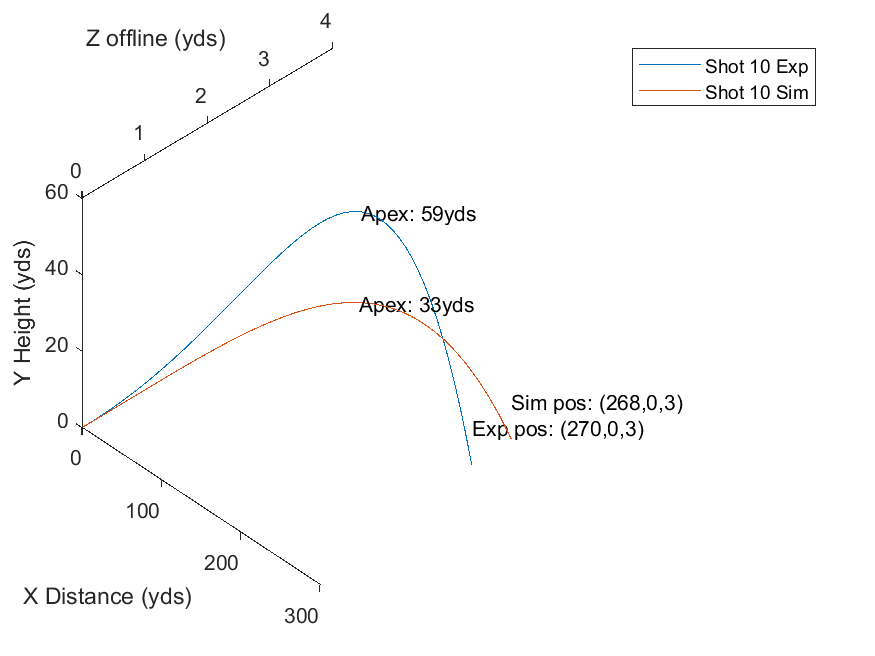 Z offline (yds)
4
3
2
1
0
Shot 10 Exp
Shot 10 Sim
60
40
20
0
Y Height (yds)
Apex: 59yds
Apex: 33yds
Sim pos: (268,0,3)
Exp pos: (270,0,3)
0
100
200
300
X Distance (yds)